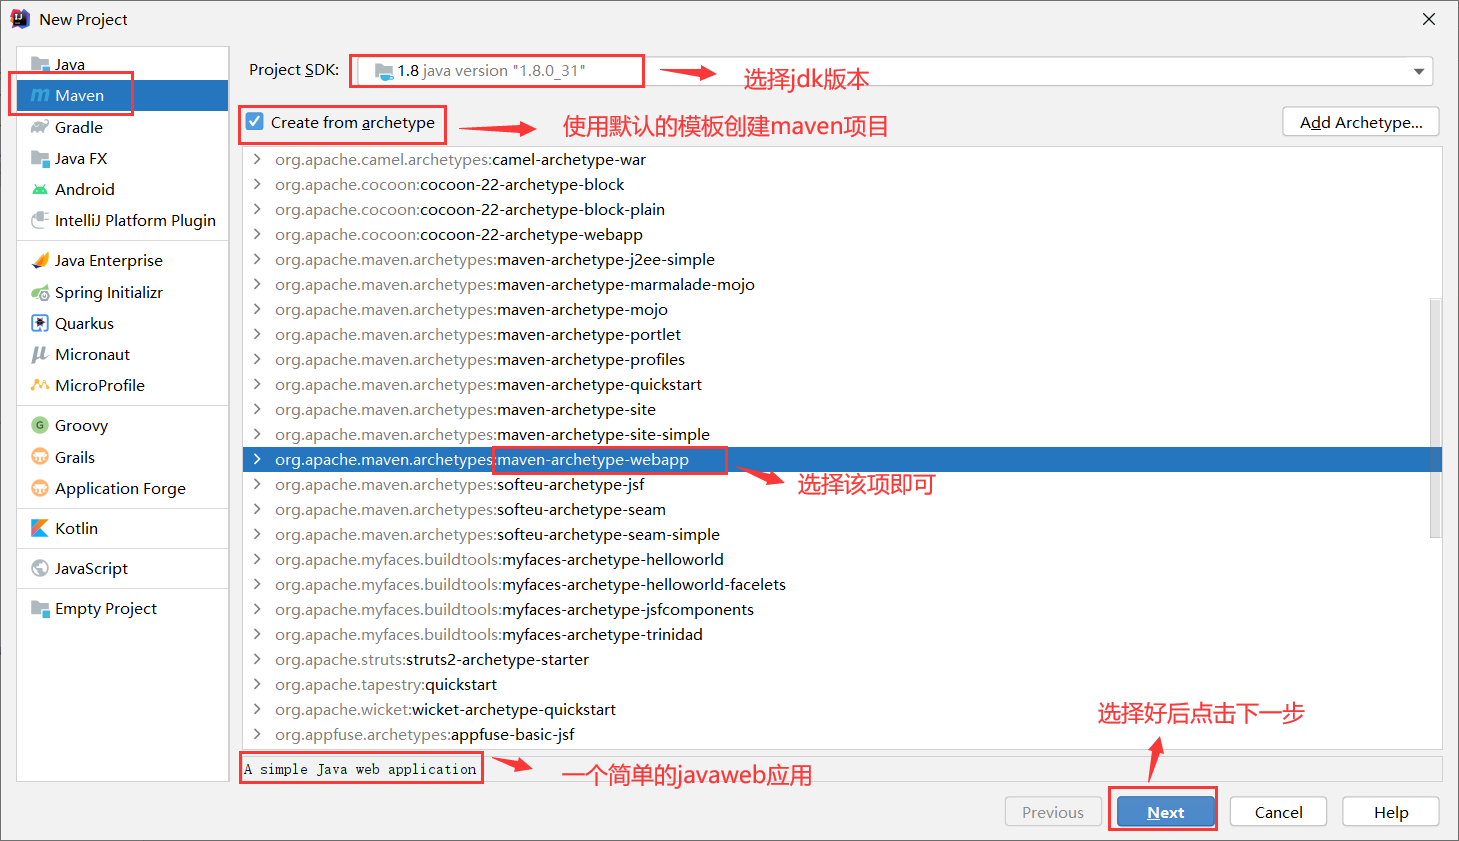 New Project
Java
Maven
Gradle
Java FX
Android
IntelliJ Platform Plugin
Java Enterprise
Spring Initializr
Quarkus
Micronaut
MicroProfile
Groovy
Grails
Application Forge
Kotlin
JavaScript
Empty Project
Project SDK: 1.8 java version "1.8.0_31"
选择jdk版本
Create from archetype
使用默认的模板创建maven项目
Add Archetype...
org.apache.camel.archetypes:camel-archetype-war
org.apache.cocoon:cocoon-22-archetype-block
org.apache.cocoon:cocoon-22-archetype-block-plain
org.apache.cocoon:cocoon-22-archetype-webapp
org.apache.maven.archetypes:maven-archetype-j2ee-simple
org.apache.maven.archetypes:maven-archetype-marmalade-mojo
org.apache.maven.archetypes:maven-archetype-mojo
org.apache.maven.archetypes:maven-archetype-portlet
org.apache.maven.archetypes:maven-archetype-profiles
org.apache.maven.archetypes:maven-archetype-quickstart
org.apache.maven.archetypes:maven-archetype-site
org.apache.maven.archetypes:maven-archetype-site-simple
org.apache.maven.archetypes:maven-archetype-webapp
选择该项即可
org.apache.maven.archetypes:softeu-archetype-jsf
org.apache.maven.archetypes:softeu-archetype-seam
org.apache.maven.archetypes:softeu-archetype-seam-simple
org.apache.myfaces.buildtools:myfaces-archetype-helloworld
org.apache.myfaces.buildtools:myfaces-archetype-helloworld-facelets
org.apache.myfaces.buildtools:myfaces-archetype-jsfcomponents
org.apache.myfaces.buildtools:myfaces-archetype-trinidad
org.apache.struts:struts2-archetype-starter
org.apache.tapestry:quickstart
org.apache.wicket:wicket-archetype-quickstart
org.appfuse.archetypes:appfuse-basic-jsf
选择好后点击下一步
A simple Java web application
一个简单的javaweb应用
Previous
Next
Cancel
Help